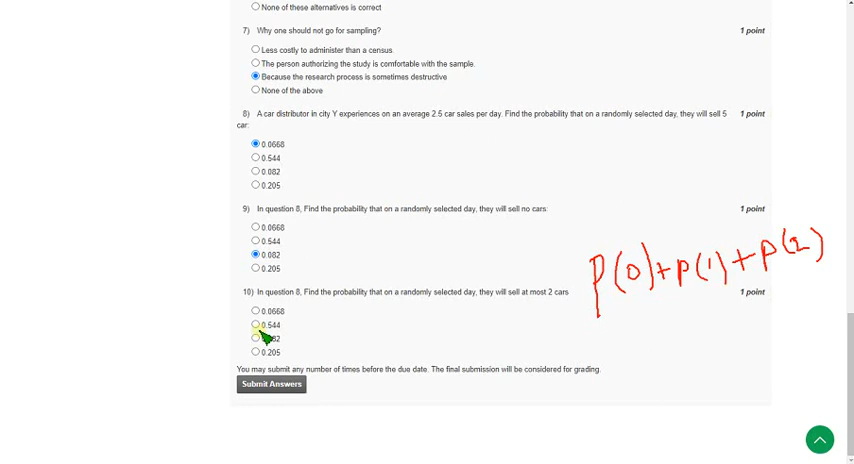 None of these alternatives is correct
7) Why one should not go for sampling? 1 point
Less costly to administer than a census.
The person authorizing the study is comfortable with the sample.
Because the research process is sometimes destructive
None of the above
8) A car distributor in city Y experiences on an average 2.5 car sales per day. Find the probability that on a randomly selected day, they will sell 5 1 point
car:
0.0668
0.544
0.082
0.205
9) In question 8, Find the probability that on a randomly selected day, they will sell no cars: 1 point
0.0668
0.544
0.082
0.205
P(0)+P(1)+P(2)
10) In question 8, Find the probability that on a randomly selected day, they will sell at most 2 cars 1 point
0.0668
0.544
0.205
You may submit any number of times before the due date. The final submission will be considered for grading.
Submit Answers